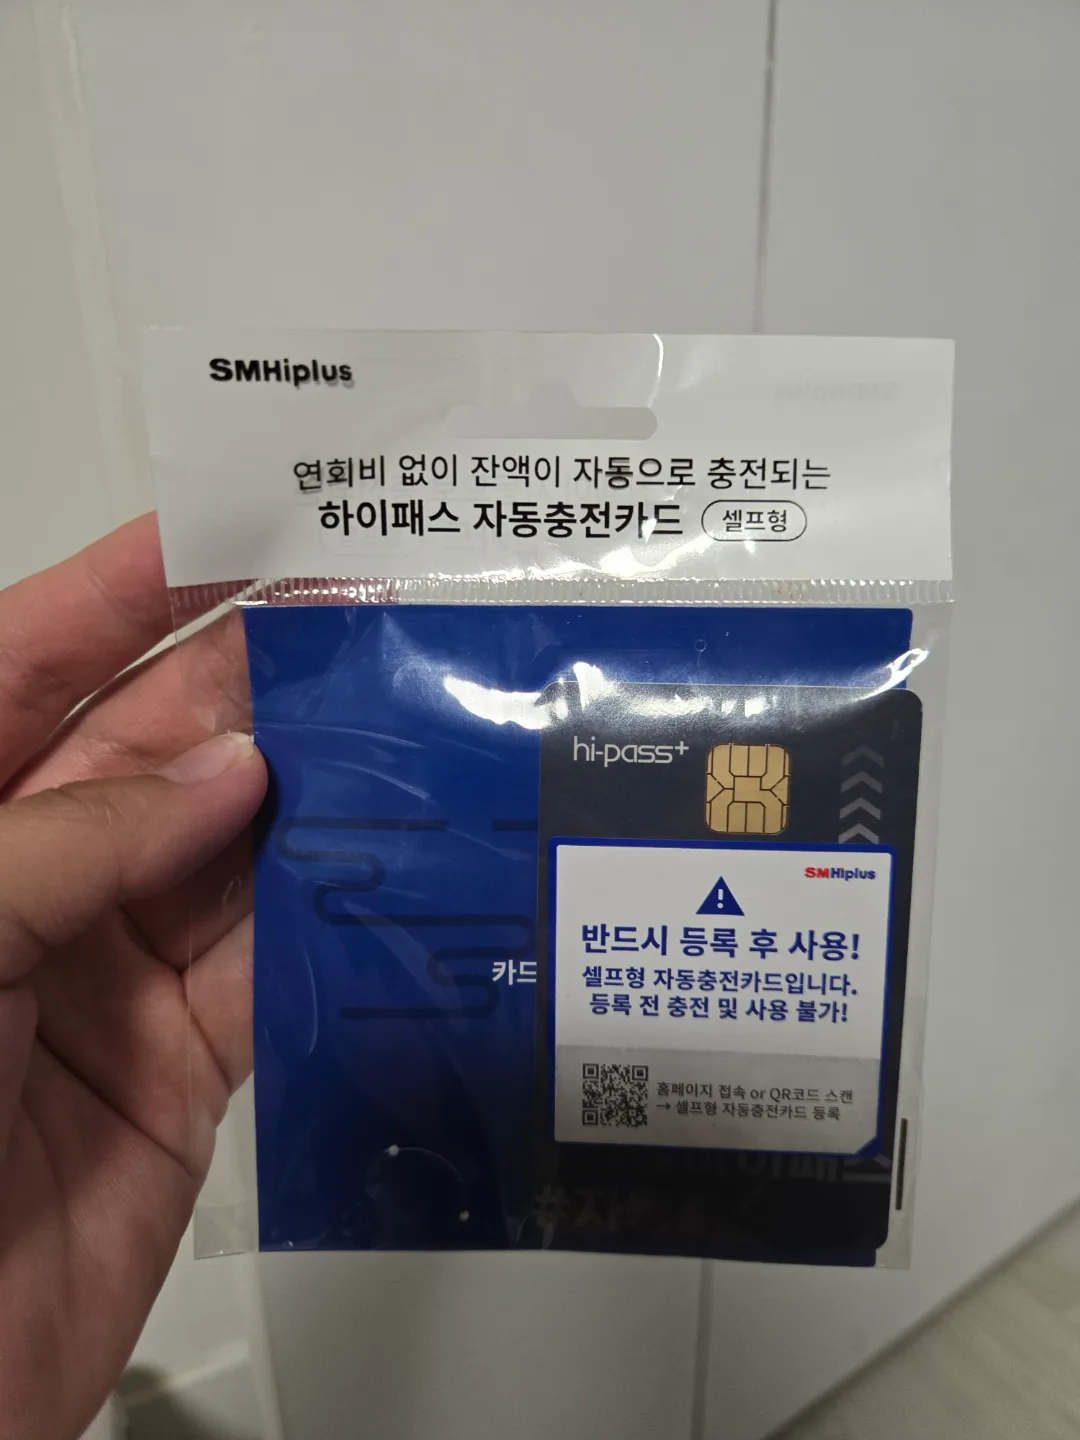 SMHiplus
연회비 없이 잔액이 자동으로 충전되는
하이패스 자동충전카드 셀프형
hi-pass+
SMHiplus
반드시 등록 후 사용!
셀프형 자동충전카드입니다.
등록 전 충전 및 사용 불가!
카드
홈페이지 접속 or QR코드 스캔
→ 셀프형 자동충전카드 등록
하이패스